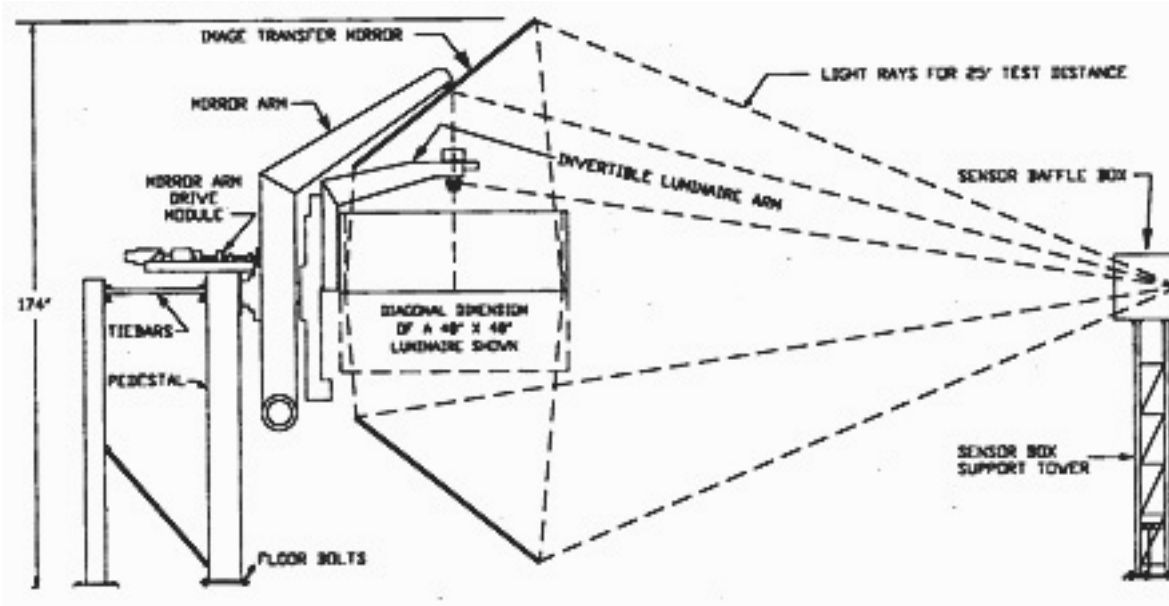 IMAGE TRANSFER MIRROR
LIGHT RAYS FOR 25' TEST DISTANCE
MIRROR ARM
INVERTIBLE LUMINAIRE ARM
SENSOR BAFFLE BOX
MIRROR ARM
DRIVE
MODULE
174"
DIAGONAL DIMENSION
OF A 48" X 48"
LUMINAIRE SHOWN
TIEBARS
PEDESTAL
SENSOR BOX
SUPPORT TOWER
FLOOR BOLTS